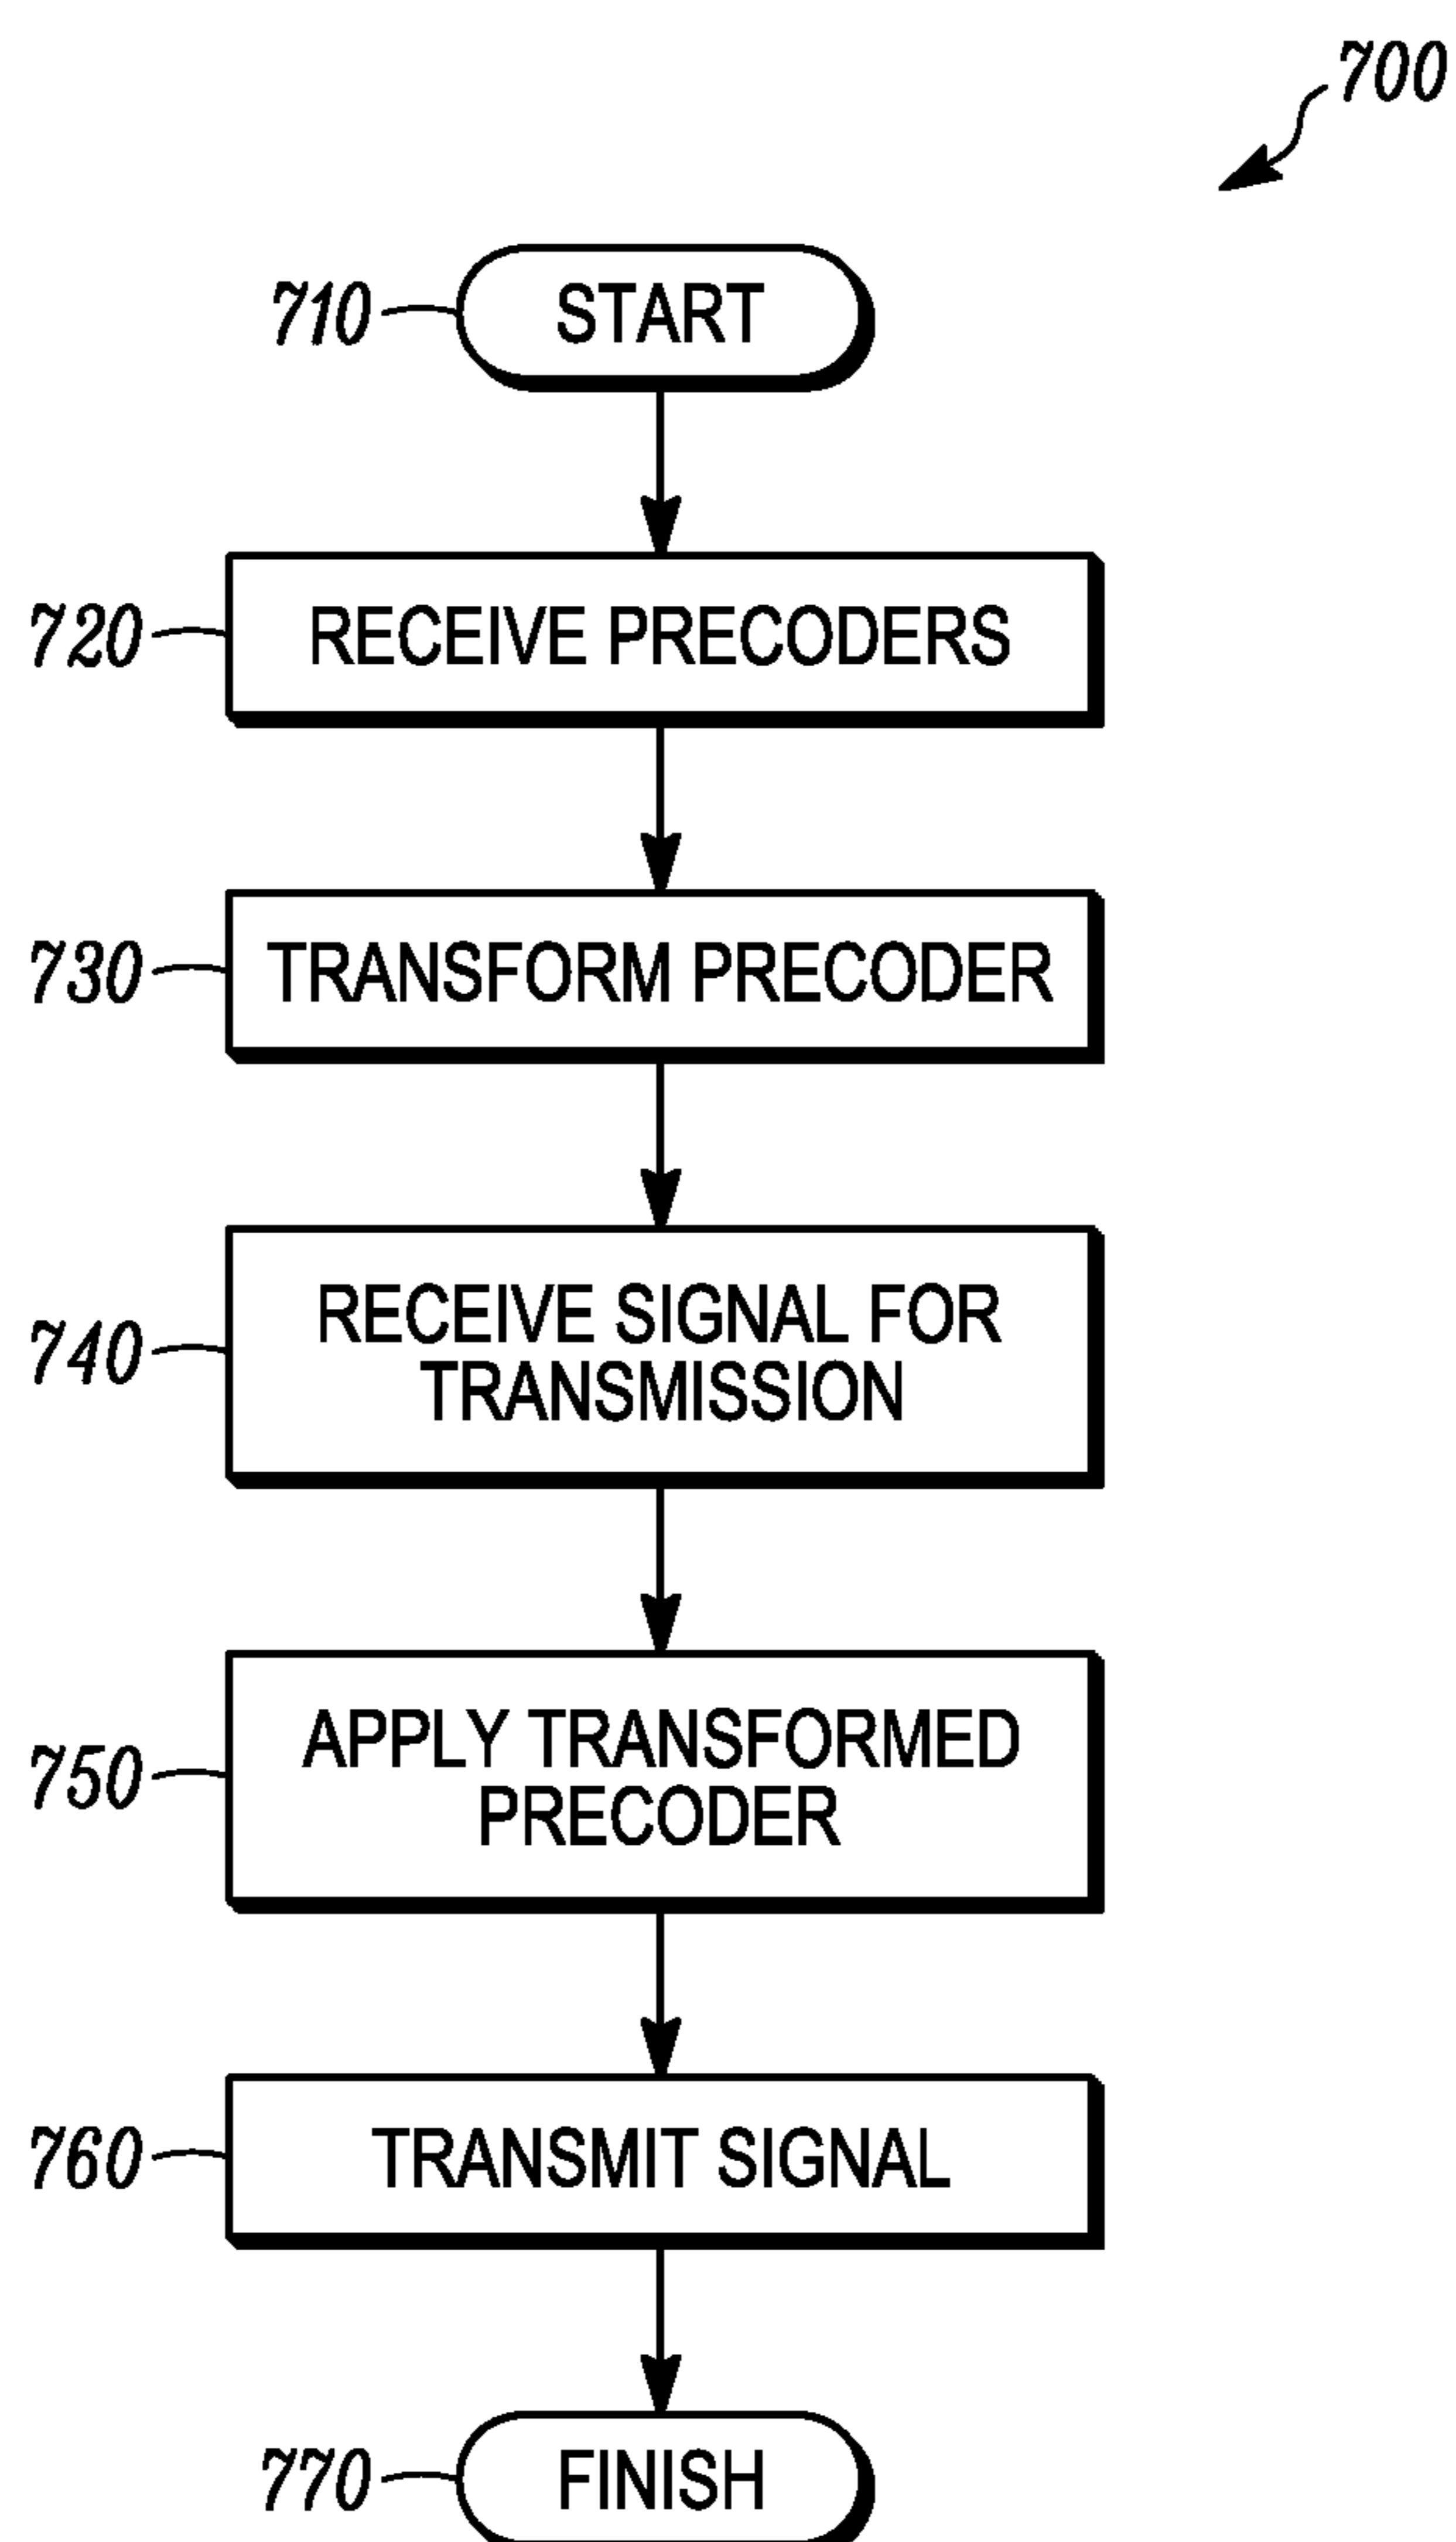 700
710
START
720
RECEIVE PRECODERS
730
TRANSFORM PRECODER
740
RECEIVE SIGNAL FOR
TRANSMISSION
750
APPLY TRANSFORMED
PRECODER
760
TRANSMIT SIGNAL
770
FINISH